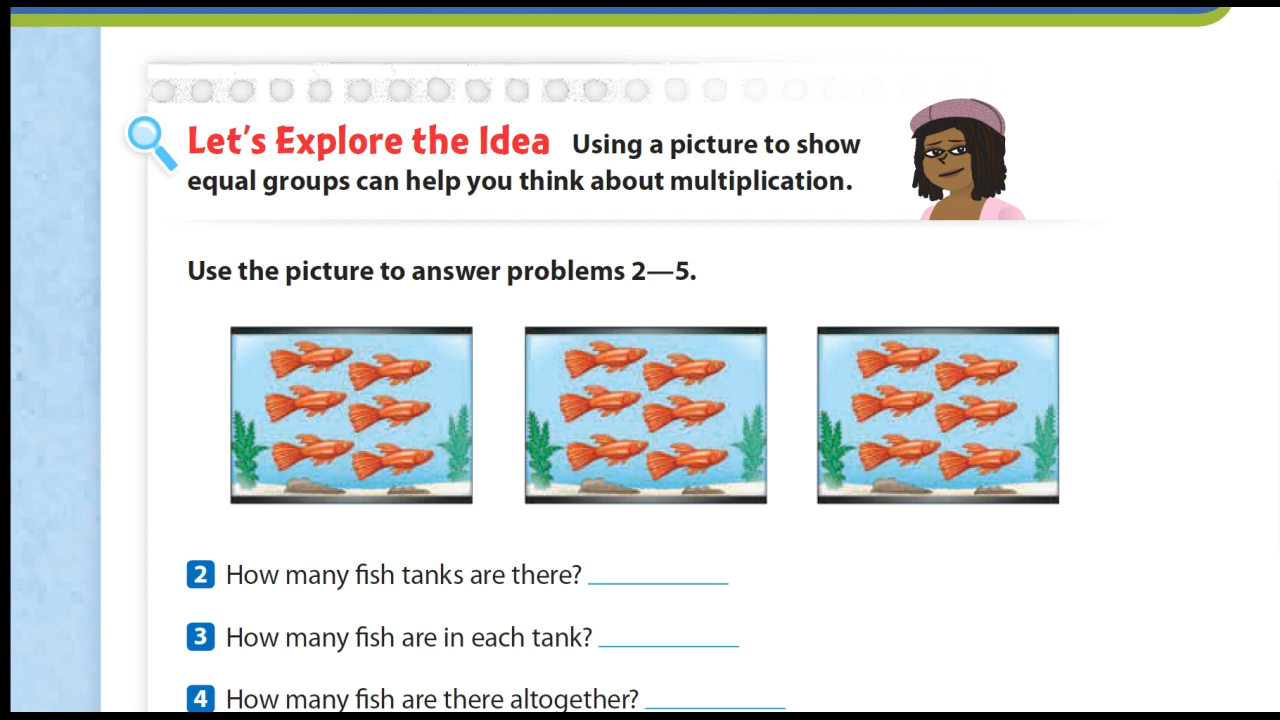 Let's Explore the Idea Using a picture to show
equal groups can help you think about multiplication.
Use the picture to answer problems 2—5.
2 How many fish tanks are there?
3 How many fish are in each tank?
4 How many fish are there altogether?